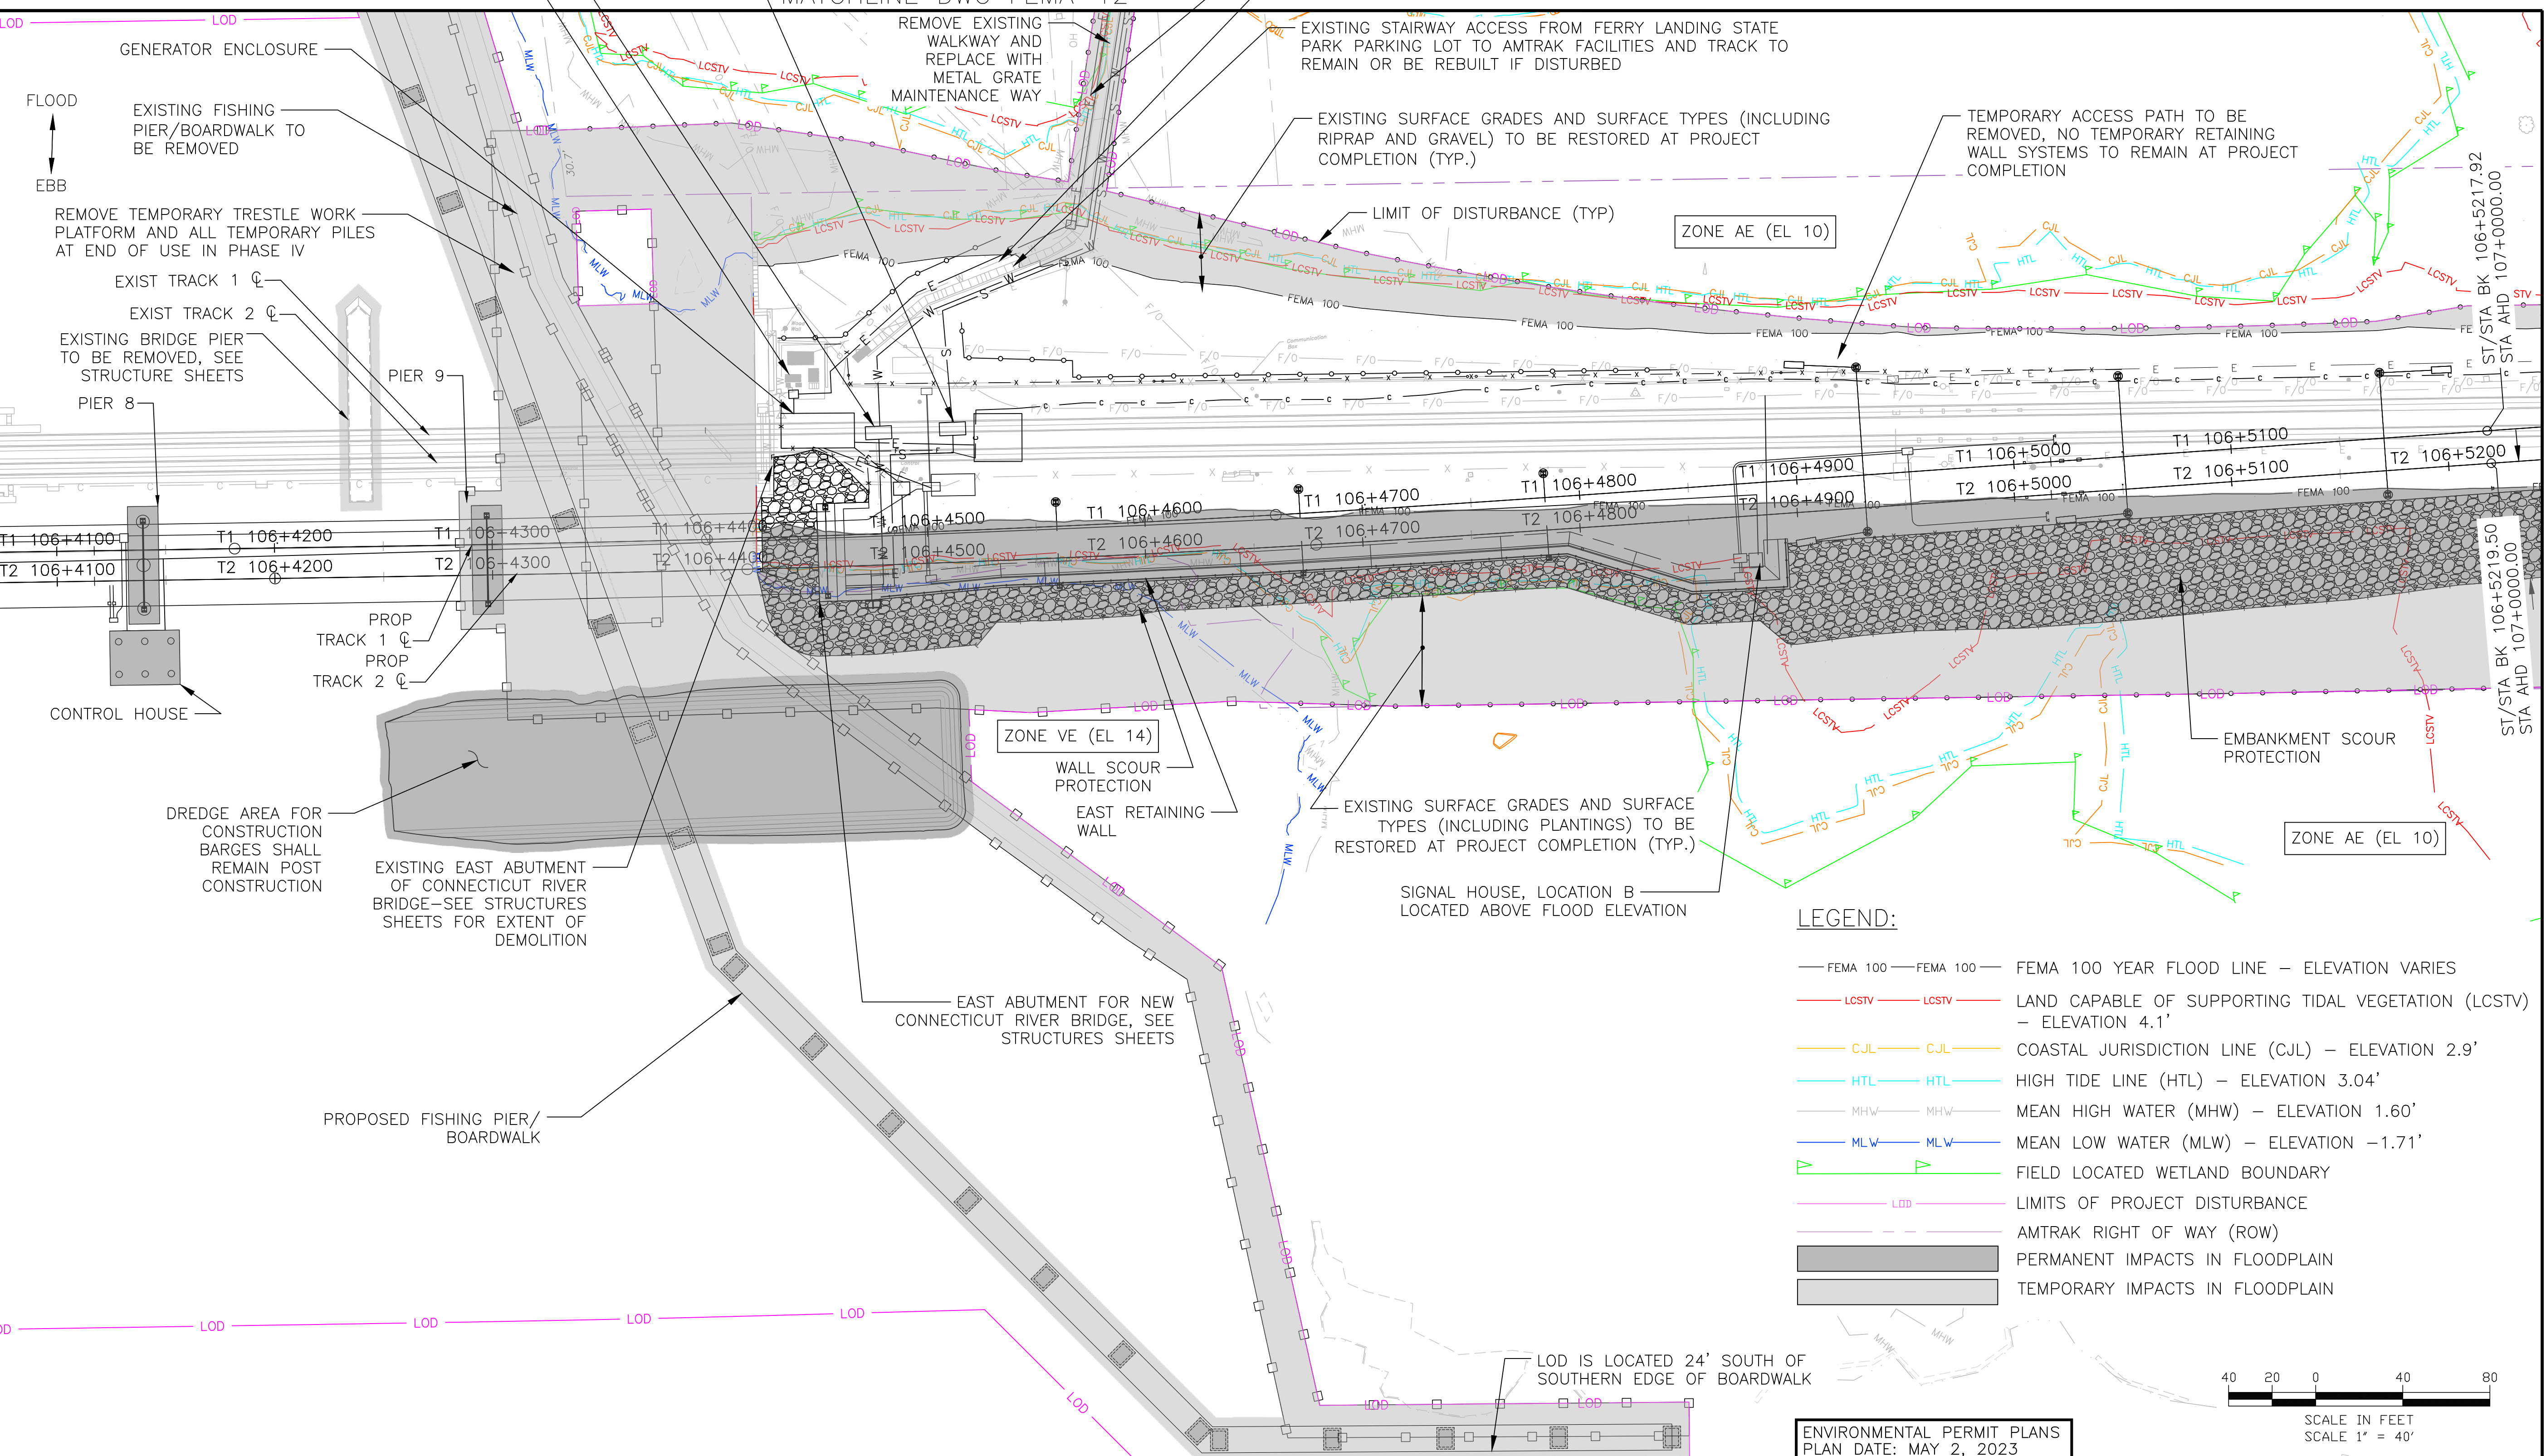 MATCHLINE DWG FEMA-12
GENERATOR ENCLOSURE
FLOOD
EBB
EXISTING FISHING
PIER/BOARDWALK TO
BE REMOVED
REMOVE TEMPORARY TRESTLE WORK
PLATFORM AND ALL TEMPORARY PILES
AT END OF USE IN PHASE IV
EXIST TRACK 1 ℄
EXIST TRACK 2 ℄
EXISTING BRIDGE PIER
TO BE REMOVED, SEE
STRUCTURE SHEETS
PIER 9
PIER 8
REMOVE EXISTING
WALKWAY AND
REPLACE WITH
METAL GRATE
MAINTENANCE WAY
EXISTING STAIRWAY ACCESS FROM FERRY LANDING STATE
PARK PARKING LOT TO AMTRAK FACILITIES AND TRACK TO
REMAIN OR BE REBUILT IF DISTURBED
EXISTING SURFACE GRADES AND SURFACE TYPES (INCLUDING
RIPRAP AND GRAVEL) TO BE RESTORED AT PROJECT
COMPLETION (TYP.)
TEMPORARY ACCESS PATH TO BE
REMOVED, NO TEMPORARY RETAINING
WALL SYSTEMS TO REMAIN AT PROJECT
COMPLETION
LIMIT OF DISTURBANCE (TYP)
ZONE AE (EL 10)
ST/STA BK 106+5217.92
STA AHD 107+0000.00
30.7'
T1 106+4100
T1 106+4200
T1 106+4300
T1 106+4400
T1 106+4500
T1 106+4600
T1 106+4700
T1 106+4800
T1 106+4900
T1 106+5000
T1 106+5100
T2 106+4100
T2 106+4200
T2 106+4300
T2 106+4400
T2 106+4500
T2 106+4600
T2 106+4700
T2 106+4800
T2 106+4900
T2 106+5000
T2 106+5100
T2 106+5200
ST/STA BK 106+5219.50
STA AHD 107+0000.00
PROP
TRACK 1 ℄
PROP
TRACK 2 ℄
CONTROL HOUSE
DREDGE AREA FOR
CONSTRUCTION
BARGES SHALL
REMAIN POST
CONSTRUCTION
EXISTING EAST ABUTMENT
OF CONNECTICUT RIVER
BRIDGE-SEE STRUCTURES
SHEETS FOR EXTENT OF
DEMOLITION
ZONE VE (EL 14)
WALL SCOUR
PROTECTION
EAST RETAINING
WALL
EXISTING SURFACE GRADES AND SURFACE
TYPES (INCLUDING PLANTINGS) TO BE
RESTORED AT PROJECT COMPLETION (TYP.)
SIGNAL HOUSE, LOCATION B
LOCATED ABOVE FLOOD ELEVATION
EMBANKMENT SCOUR
PROTECTION
ZONE AE (EL 10)
EAST ABUTMENT FOR NEW
CONNECTICUT RIVER BRIDGE, SEE
STRUCTURES SHEETS
PROPOSED FISHING PIER/
BOARDWALK
LOD IS LOCATED 24' SOUTH OF
SOUTHERN EDGE OF BOARDWALK
LEGEND:
FEMA 100 FEMA 100 FEMA 100 YEAR FLOOD LINE – ELEVATION VARIES
LCSTV LCSTV LAND CAPABLE OF SUPPORTING TIDAL VEGETATION (LCSTV)
– ELEVATION 4.1'
CJL CJL COASTAL JURISDICTION LINE (CJL) – ELEVATION 2.9'
HTL HTL HIGH TIDE LINE (HTL) – ELEVATION 3.04'
MHW MHW MEAN HIGH WATER (MHW) – ELEVATION 1.60'
MLW MLW MEAN LOW WATER (MLW) – ELEVATION -1.71'
FIELD LOCATED WETLAND BOUNDARY
LOD LIMITS OF PROJECT DISTURBANCE
AMTRAK RIGHT OF WAY (ROW)
PERMANENT IMPACTS IN FLOODPLAIN
TEMPORARY IMPACTS IN FLOODPLAIN
40 20 0 40 80
SCALE IN FEET
SCALE 1" = 40'
ENVIRONMENTAL PERMIT PLANS
PLAN DATE: MAY 2, 2023